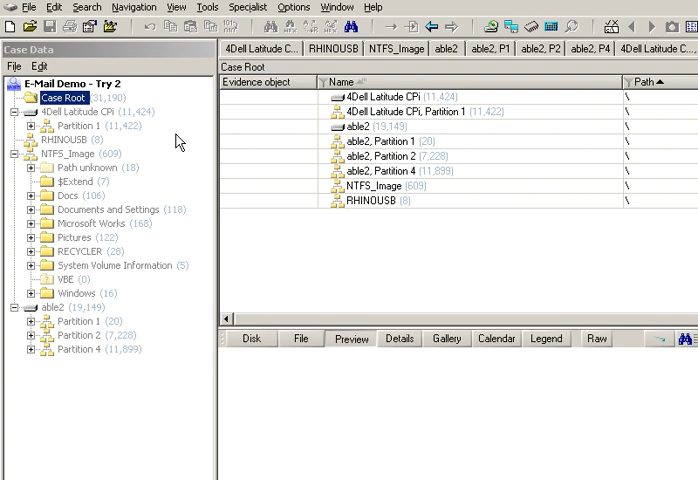 File Edit Search Navigation View Tools Specialist Options Window Help
Case Data
File Edit
E-Mail Demo - Try 2
Case Root (31,190)
4Dell Latitude CPi (11,424)
Partition 1 (11,422)
RHINOUSB (8)
NTFS_Image (609)
Path unknown (18)
$Extend (7)
Docs (106)
Documents and Settings (118)
Microsoft Works (168)
Pictures (122)
RECYCLER (28)
System Volume Information (5)
VBE (0)
Windows (16)
able2 (19,149)
Partition 1 (20)
Partition 2 (7,228)
Partition 4 (11,899)
4Dell Latitude C... RHINOUSB NTFS_Image able2 able2, P1 able2, P2 able2, P4 4Dell Latitude C...
Case Root
Evidence object Name Path
4Dell Latitude CPi (11,424) \
4Dell Latitude CPi, Partition 1 (11,422) \
able2 (19,149) \
able2, Partition 1 (20) \
able2, Partition 2 (7,228) \
able2, Partition 4 (11,899) \
NTFS_Image (609) \
RHINOUSB (8) \
Disk File Preview Details Gallery Calendar Legend Raw